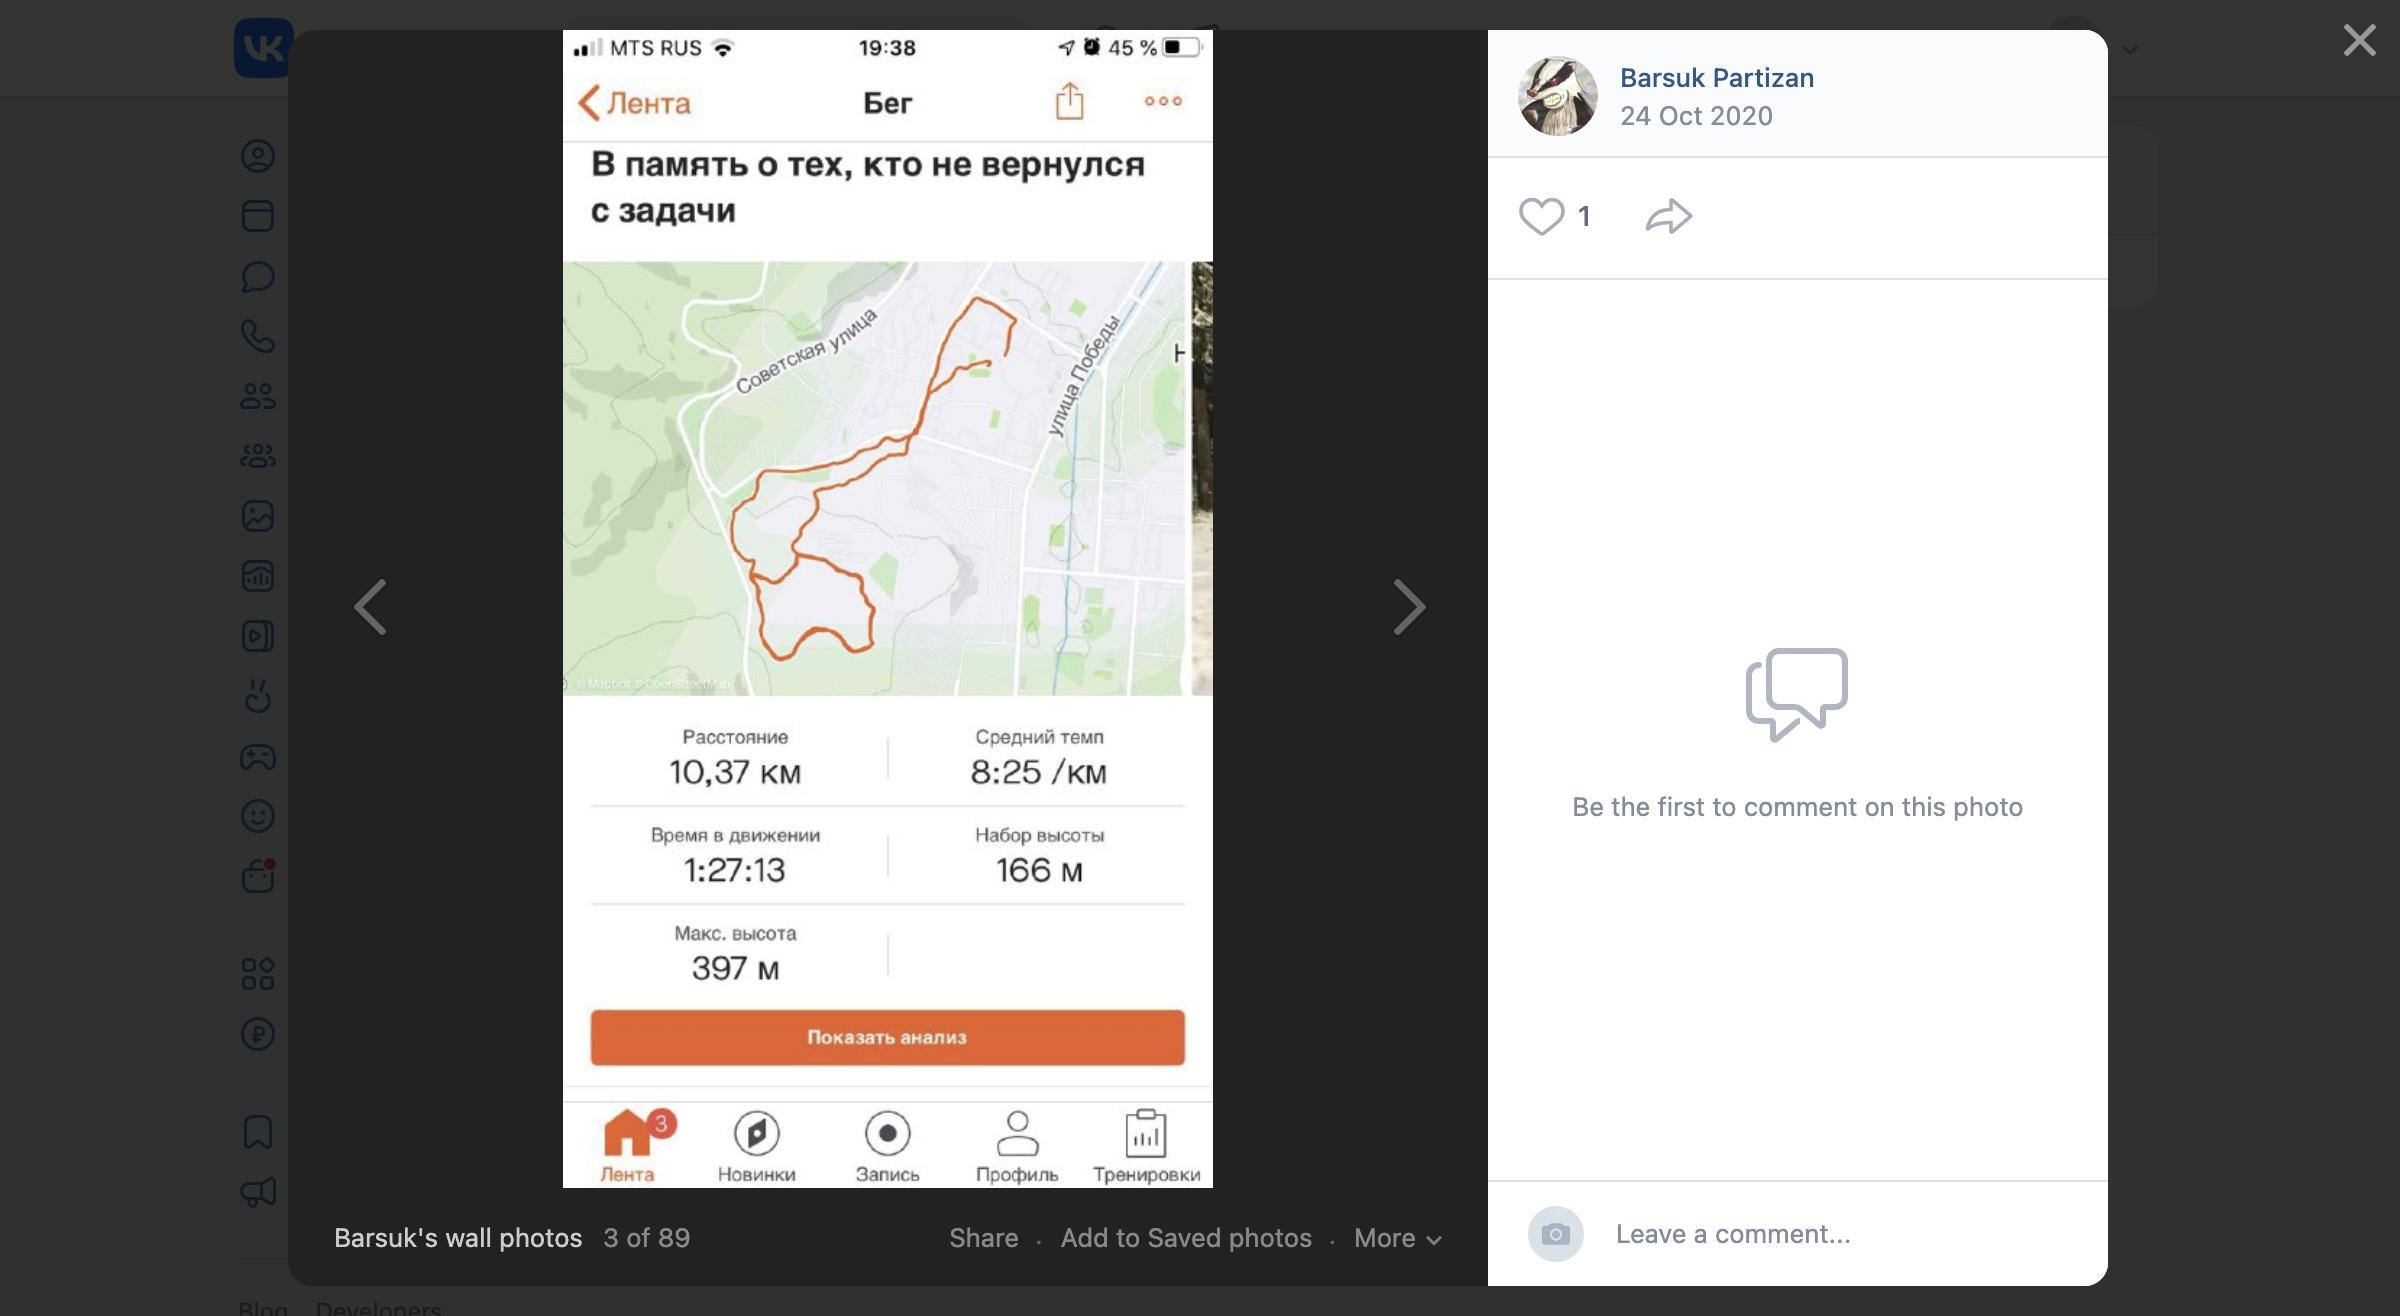 MTS RUS
19:38
45 %
Barsuk Partizan
24 Oct 2020
Лента
Бег
В память о тех, кто не вернулся
с задачи
1
Советская улица
улица Победы
Н
© Mapbox © OpenStreetMap
Расстояние
10,37 км
Средний темп
8:25 /км
Время в движении
1:27:13
Набор высоты
166 м
Макс. высота
397 м
Показать анализ
3
Лента
Новинки
Запись
Профиль
Тренировки
Be the first to comment on this photo
Barsuk's wall photos 3 of 89
Share · Add to Saved photos · More
Leave a comment...
Blog Developers